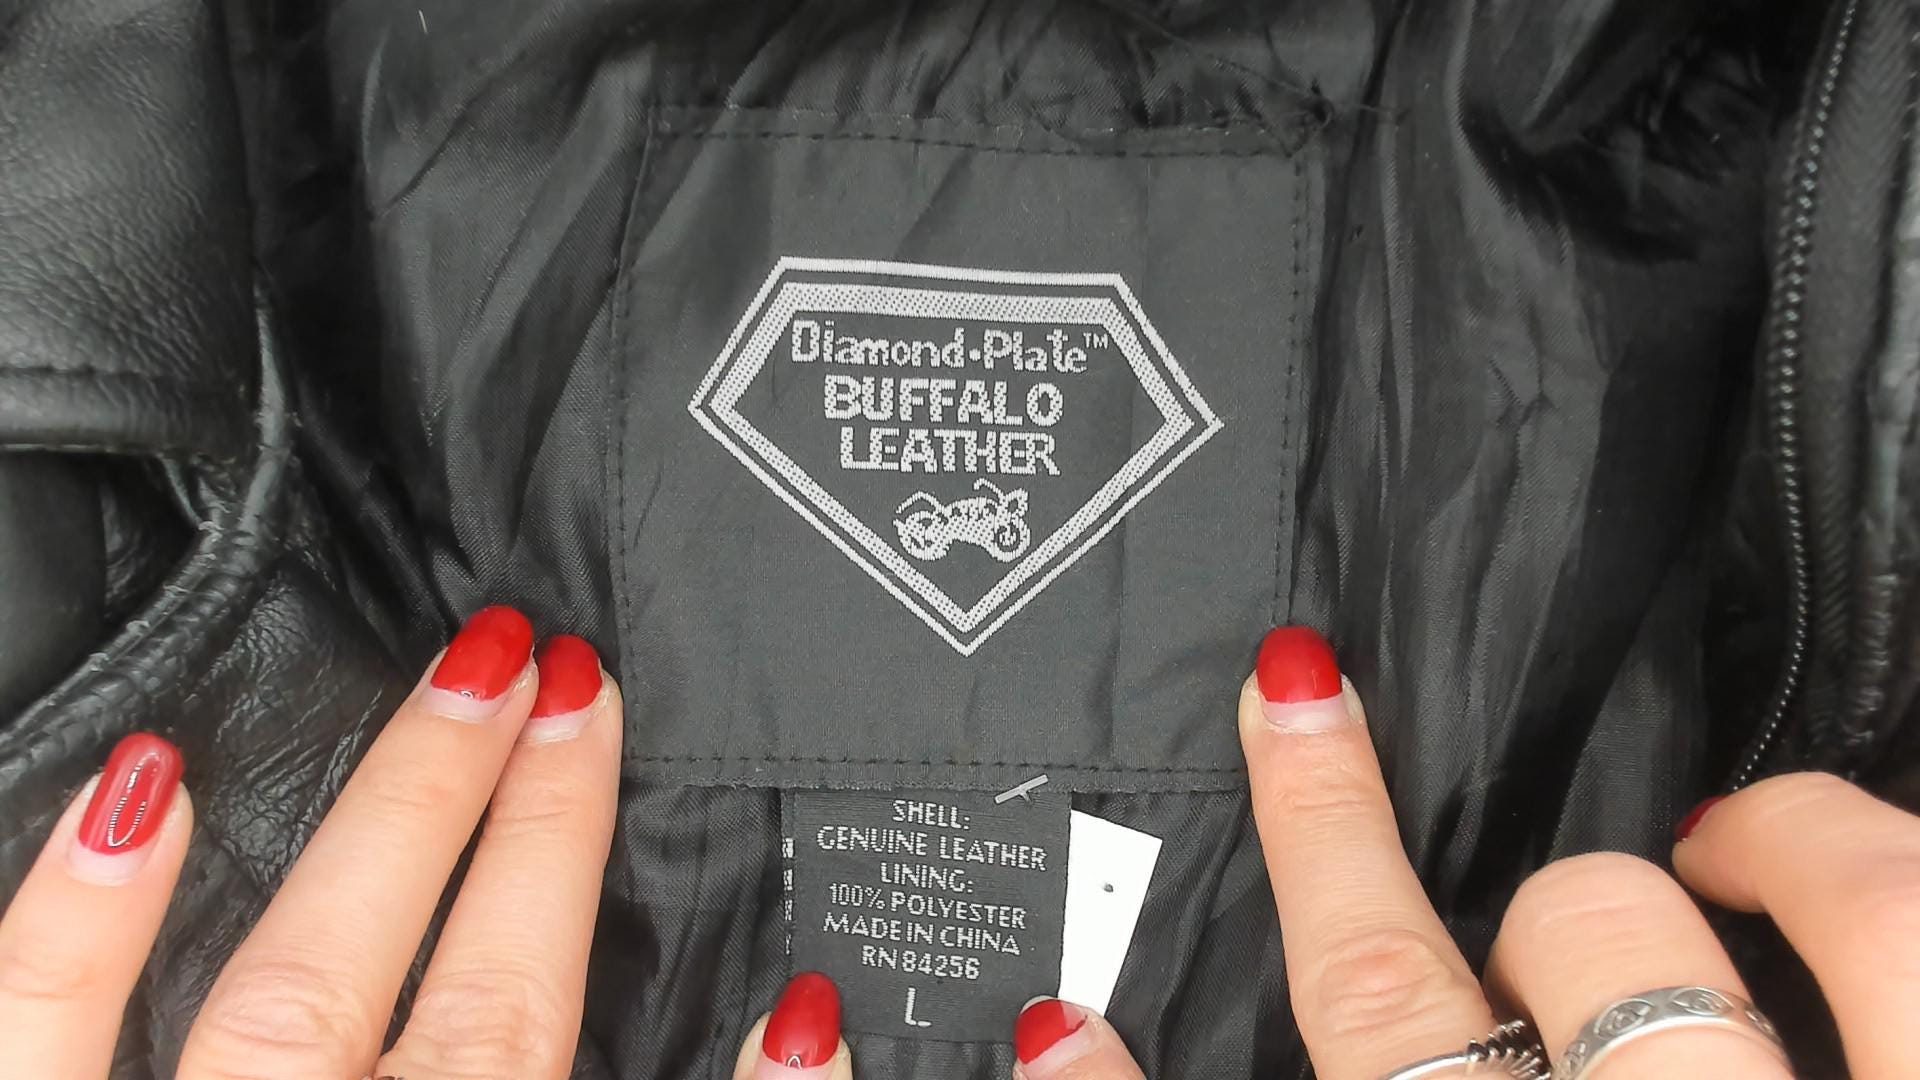 Diamond•Plate™
BUFFALO
LEATHER
SHELL:
GENUINE LEATHER
LINING:
100% POLYESTER
MADE IN CHINA
RN 84256
L